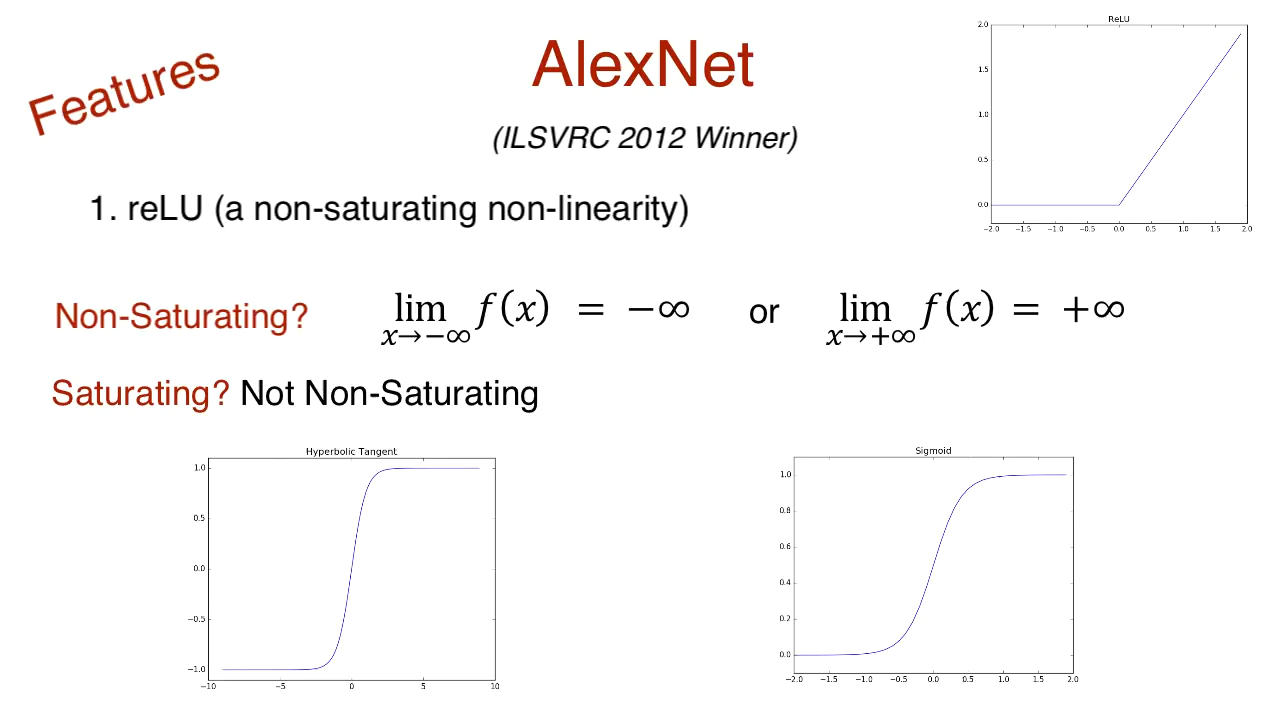 Features
AlexNet
(ILSVRC 2012 Winner)
1. reLU (a non-saturating non-linearity)
ReLU
2.0
1.5
1.0
0.5
0.0
−2.0 −1.5 −1.0 −0.5 0.0 0.5 1.0 1.5 2.0
Non-Saturating? lim x→−∞ f(x) = −∞ or lim x→+∞ f(x) = +∞
Saturating? Not Non-Saturating
Hyperbolic Tangent
1.0
0.5
0.0
−0.5
−1.0
−10 −5 0 5 10
Sigmoid
1.0
0.8
0.6
0.4
0.2
0.0
−2.0 −1.5 −1.0 −0.5 0.0 0.5 1.0 1.5 2.0